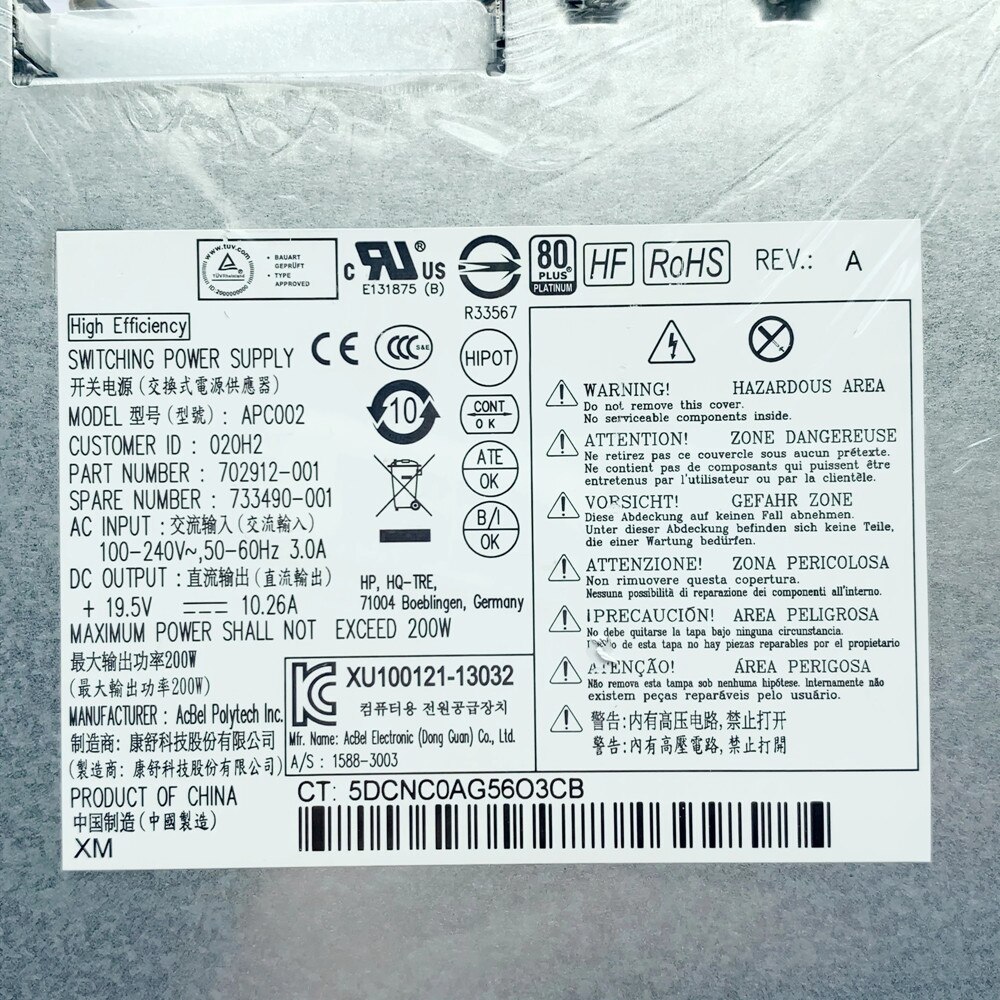 www.tuv.com
TÜVRheinland
ID 2000000000
• BAUART
GEPRÜFT
• TYPE
APPROVED
c RU ® US
E131875 (B)
R33567
80
PLUS®
PLATINUM
HF
RoHS
REV.: A
High Efficiency
SWITCHING POWER SUPPLY
开关电源(交換式電源供應器)
MODEL 型号(型號): APC002
CUSTOMER ID : 020H2
PART NUMBER : 702912-001
SPARE NUMBER : 733490-001
AC INPUT : 交流输入(交流輸入)
100-240V~,50-60Hz 3.0A
DC OUTPUT : 直流输出(直流輸出)
+ 19.5V ⎓ 10.26A
MAXIMUM POWER SHALL NOT EXCEED 200W
最大输出功率200W
(最大輸出功率200W)
MANUFACTURER : AcBel Polytech Inc.
制造商: 康舒科技股份有限公司
(製造商: 康舒科技股份有限公司)
PRODUCT OF CHINA
中国制造(中國製造)
XM
CE
CCC S&E
HIPOT
10
CONT
OK
ATE
OK
B/I
OK
HP, HQ-TRE,
71004 Boeblingen, Germany
KC XU100121-13032
컴퓨터용 전원공급장치
Mfr. Name: AcBel Electronic (Dong Guan) Co., Ltd.
A/S : 1588-3003
WARNING! HAZARDOUS AREA
Do not remove this cover.
No serviceable components inside.
ATTENTION! ZONE DANGEREUSE
Ne retirez pas ce couvercle sous aucun prétexte.
Ne contient pas de composants qui puissent être
entretenus par l'utilisateur ou par la clientèle.
VORSICHT! GEFAHR ZONE
Diese Abdeckung auf keinen Fall abnehmen.
Unter dieser Abdeckung befinden sich keine Teile,
die einer Wartung bedürfen.
ATTENZIONE! ZONA PERICOLOSA
Non rimuovere questa copertura.
Nessuna possibilità di reparazione dei componenti all'interno.
¡PRECAUCIÓN! AREA PELIGROSA
No debe quitarse la tapa bajo ninguna circunstancia.
de esta tapa no hay piezas reparables por el propietario
ATENÇÃO! ÁREA PERIGOSA
Não remova esta tampa sob nenhuma hipótese. Internamente não
existem peças reparáveis pelo usuário.
警告:内有高压电路,禁止打开
警告:內有高壓電路,禁止打開
CT: 5DCNC0AG56O3CB